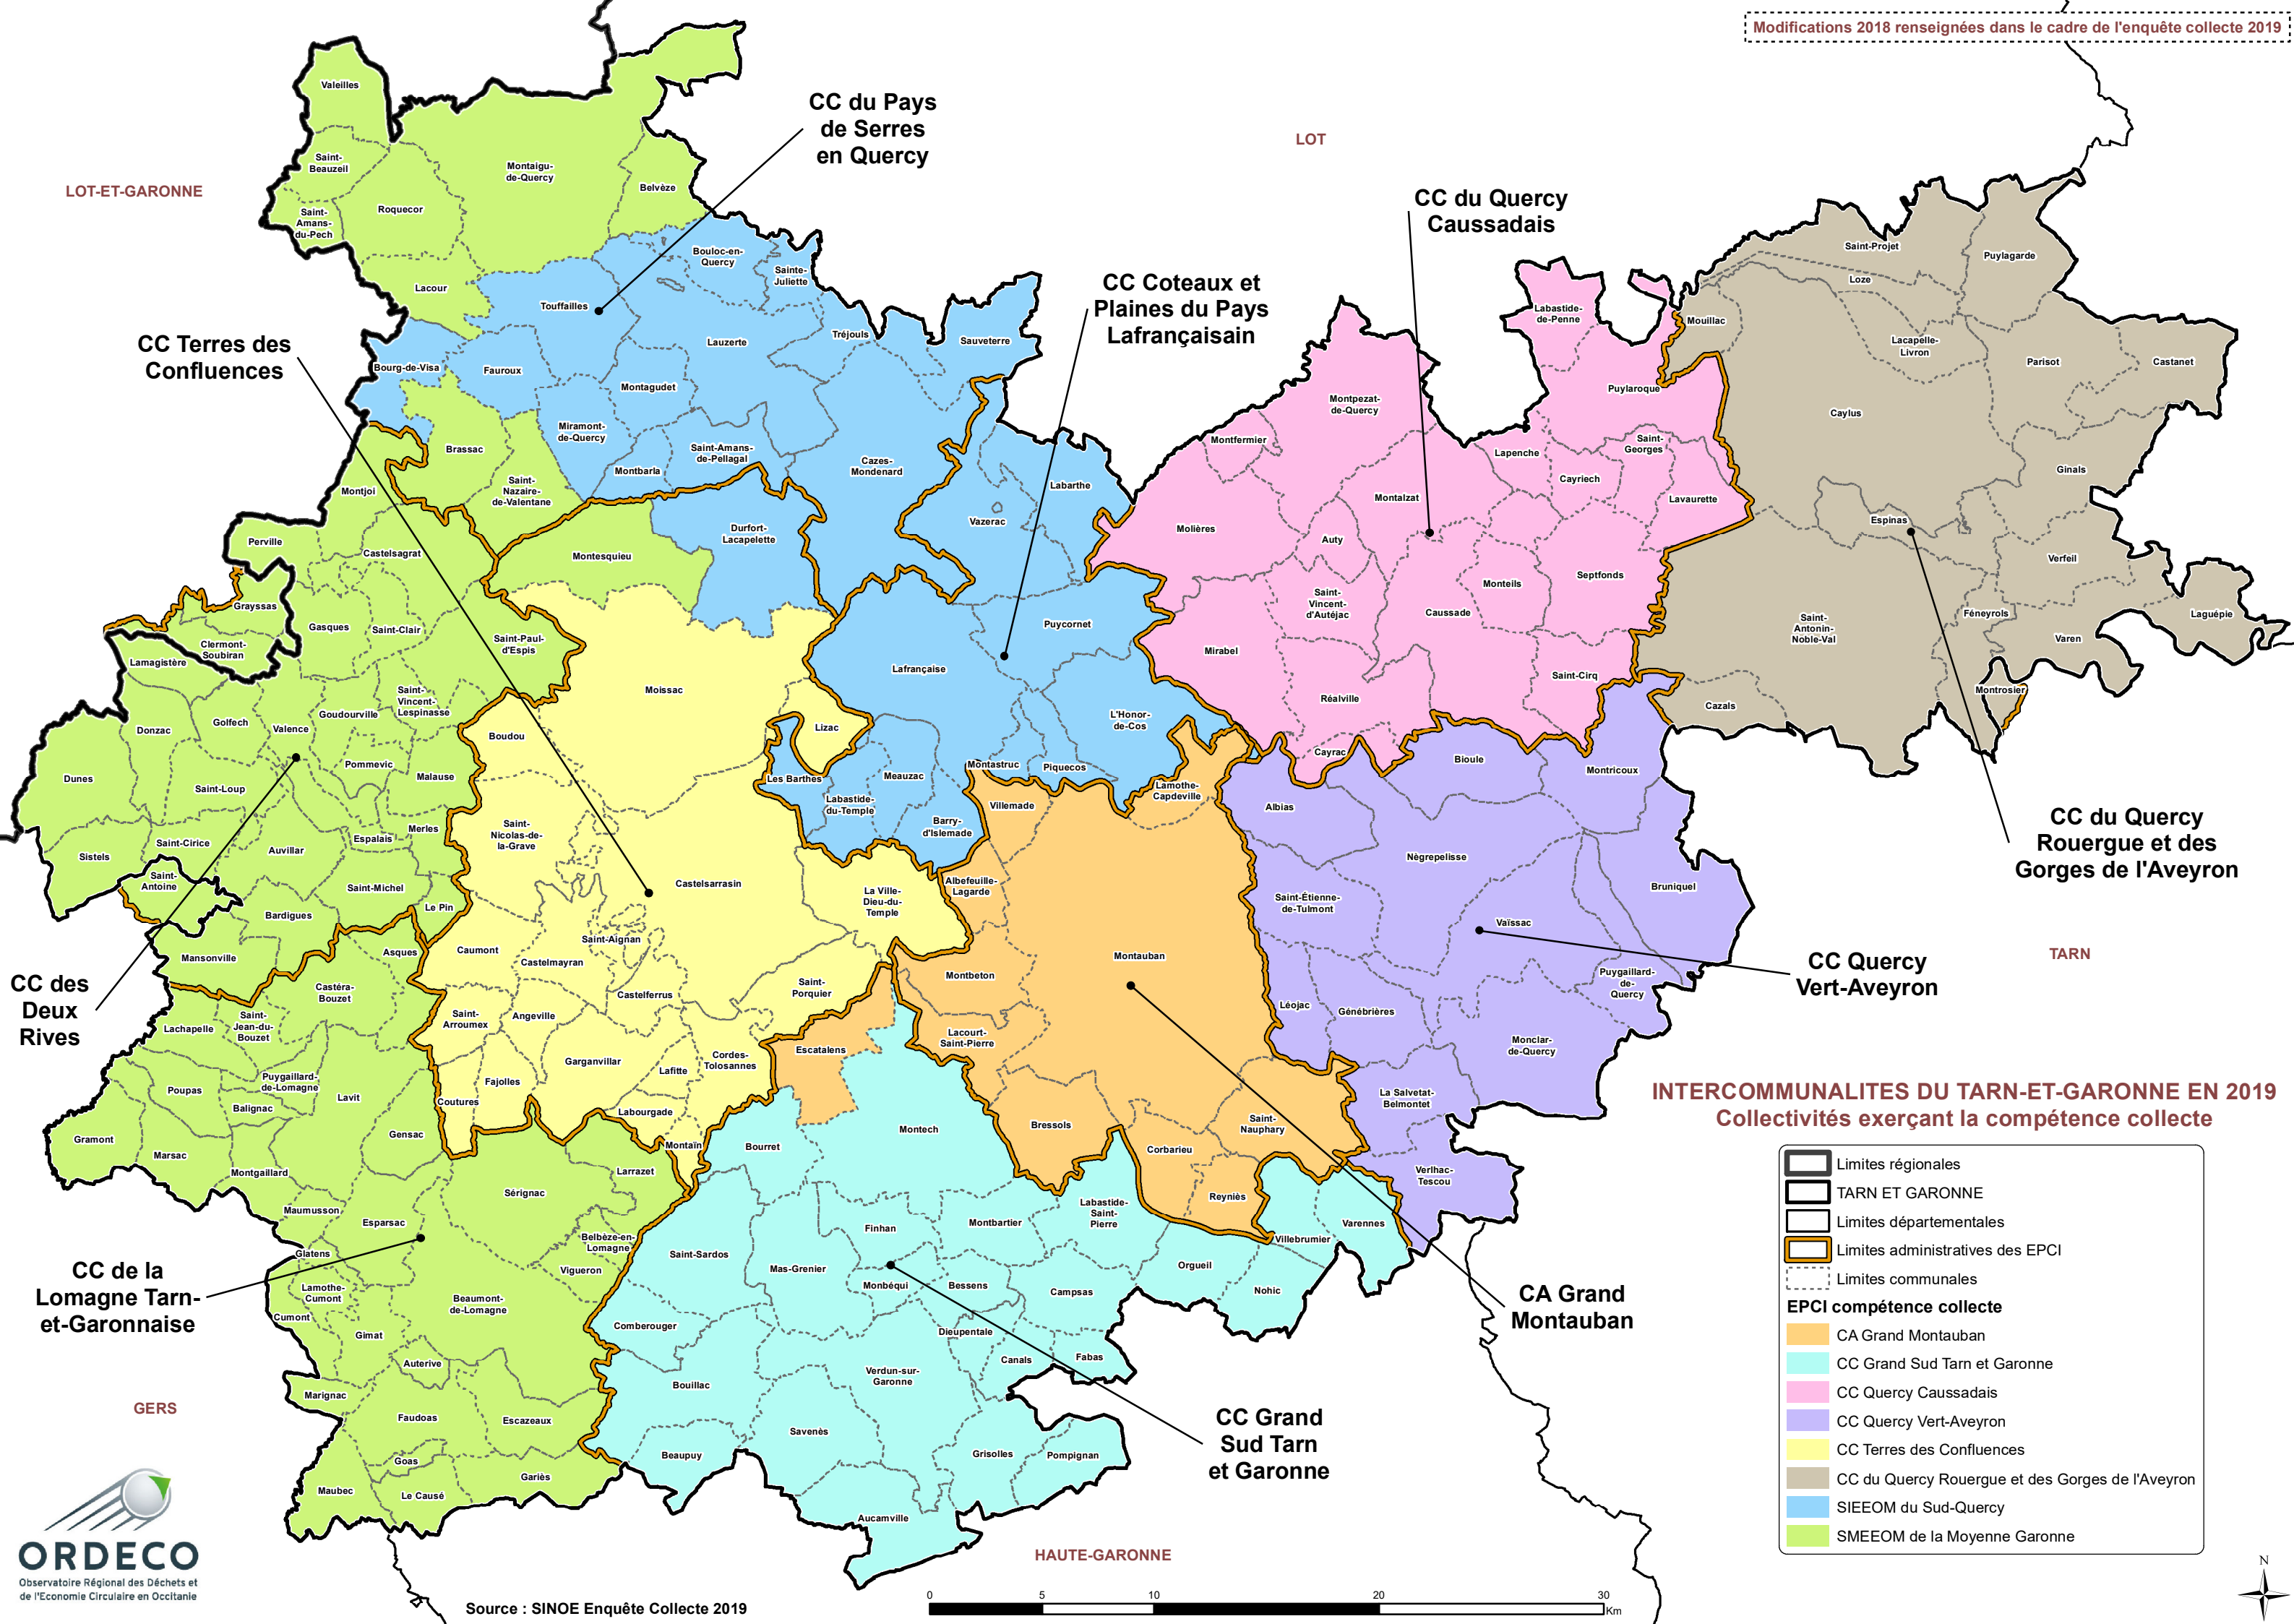 Modifications 2018 renseignées dans le cadre de l'enquête collecte 2019
LOT-ET-GARONNE
LOT
TARN
GERS
HAUTE-GARONNE
CC du Pays
de Serres
en Quercy
CC du Quercy
Caussadais
CC Coteaux et
Plaines du Pays
Lafrançaisain
CC Terres des
Confluences
CC du Quercy
Rouergue et des
Gorges de l'Aveyron
CC Quercy
Vert-Aveyron
CC des
Deux
Rives
CC de la
Lomagne Tarn-
et-Garonnaise
CA Grand
Montauban
CC Grand
Sud Tarn
et Garonne
Valeilles
Saint-
Beauzeil
Saint-
Amans-
du-Pech
Roquecor
Montaigu-
de-Quercy
Belvèze
Lacour
Touffailles
Bouloc-en-
Quercy
Sainte-
Juliette
Bourg-de-Visa
Fauroux
Lauzerte
Tréjouls
Sauveterre
Montagudet
Miramont-
de-Quercy
Brassac
Saint-
Nazaire-
de-Valentane
Montbarla
Saint-Amans-
de-Pellagal
Cazes-
Mondenard
Montjoi
Durfort-
Lacapelette
Montesquieu
Vazerac
Labarthe
Perville
Castelsagrat
Grayssas
Clermont-
Soubiran
Gasques
Saint-Clair
Saint-Paul-
d'Espis
Lamagistère
Moissac
Lafrançaise
Puycornet
Donzac
Golfech
Valence
Goudourville
Saint-
Vincent-
Lespinasse
Boudou
Lizac
L'Honor-
de-Cos
Dunes
Saint-Loup
Pommevic
Malause
Les Barthes
Meauzac
Montastruc
Piquecos
Labastide-
du-Temple
Barry-
d'Islemade
Sistels
Saint-Cirice
Auvillar
Espalais
Merles
Saint-
Nicolas-de-
la-Grave
Saint-
Antoine
Saint-Michel
Bardigues
Le Pin
Castelsarrasin
La Ville-
Dieu-du-
Temple
Mansonville
Asques
Caumont
Saint-Aignan
Castelmayran
Castelferrus
Saint-
Porquier
Castéra-
Bouzet
Saint-
Jean-du-
Bouzet
Lachapelle
Saint-
Arroumex
Angeville
Garganvillar
Lafitte
Cordes-
Tolosannes
Poupas
Puygaillard-
de-Lomagne
Balignac
Lavit
Fajolles
Coutures
Labourgade
Montaïn
Gramont
Marsac
Montgaillard
Gensac
Larrazet
Sérignac
Maumusson
Esparsac
Belbèze-en-
Lomagne
Vigueron
Glatens
Lamothe-
Cumont
Cumont
Gimat
Beaumont-
de-Lomagne
Auterive
Marignac
Faudoas
Escazeaux
Goas
Gariès
Maubec
Le Causé
Labastide-
de-Penne
Puylaroque
Montpezat-
de-Quercy
Montfermier
Lapenche
Saint-
Georges
Cayriech
Lavaurette
Montalzat
Molières
Auty
Septfonds
Monteils
Saint-
Vincent-
d'Autéjac
Caussade
Mirabel
Réalville
Saint-Cirq
Cayrac
Mouillac
Saint-Projet
Puylagarde
Loze
Lacapelle-
Livron
Parisot
Castanet
Caylus
Ginals
Espinas
Verfeil
Saint-
Antonin-
Noble-Val
Féneyrols
Varen
Laguépie
Montrosier
Cazals
Bioule
Montricoux
Albias
Nègrepelisse
Bruniquel
Saint-Étienne-
de-Tulmont
Vaïssac
Puygaillard-
de-
Quercy
Léojac
Génébrières
Monclar-
de-Quercy
La Salvetat-
Belmontet
Verlhac-
Tescou
Lamothe-
Capdeville
Villemade
Albefeuille-
Lagarde
Montauban
Montbeton
Lacourt-
Saint-Pierre
Escatalens
Bressols
Corbarieu
Saint-
Nauphary
Reyniès
Montech
Bourret
Finhan
Montbartier
Labastide-
Saint-
Pierre
Varennes
Villebrumier
Saint-Sardos
Mas-Grenier
Monbéqui
Bessens
Campsas
Orgueil
Nohic
Comberouger
Dieupentale
Canals
Fabas
Bouillac
Verdun-sur-
Garonne
Savenès
Beaupuy
Grisolles
Pompignan
Aucamville
INTERCOMMUNALITES DU TARN-ET-GARONNE EN 2019
Collectivités exerçant la compétence collecte
Limites régionales
TARN ET GARONNE
Limites départementales
Limites administratives des EPCI
Limites communales
EPCI compétence collecte
CA Grand Montauban
CC Grand Sud Tarn et Garonne
CC Quercy Caussadais
CC Quercy Vert-Aveyron
CC Terres des Confluences
CC du Quercy Rouergue et des Gorges de l'Aveyron
SIEEOM du Sud-Quercy
SMEEOM de la Moyenne Garonne
ORDECO
Observatoire Régional des Déchets et
de l'Economie Circulaire en Occitanie
Source : SINOE Enquête Collecte 2019
0 5 10 20 30
Km
N